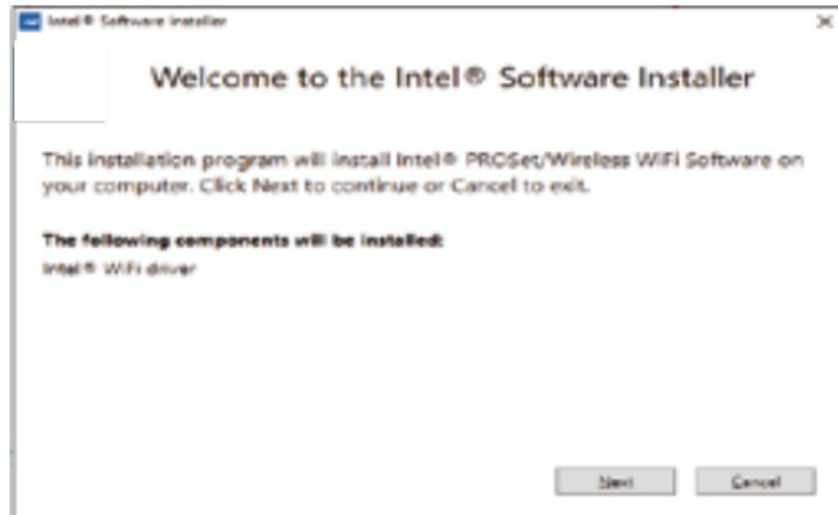 Intel® Software Installer
Welcome to the Intel® Software Installer
This installation program will install Intel® PROSet/Wireless WiFi Software on
your computer. Click Next to continue or Cancel to exit.
The following components will be installed:
Intel® WiFi driver
Next Cancel